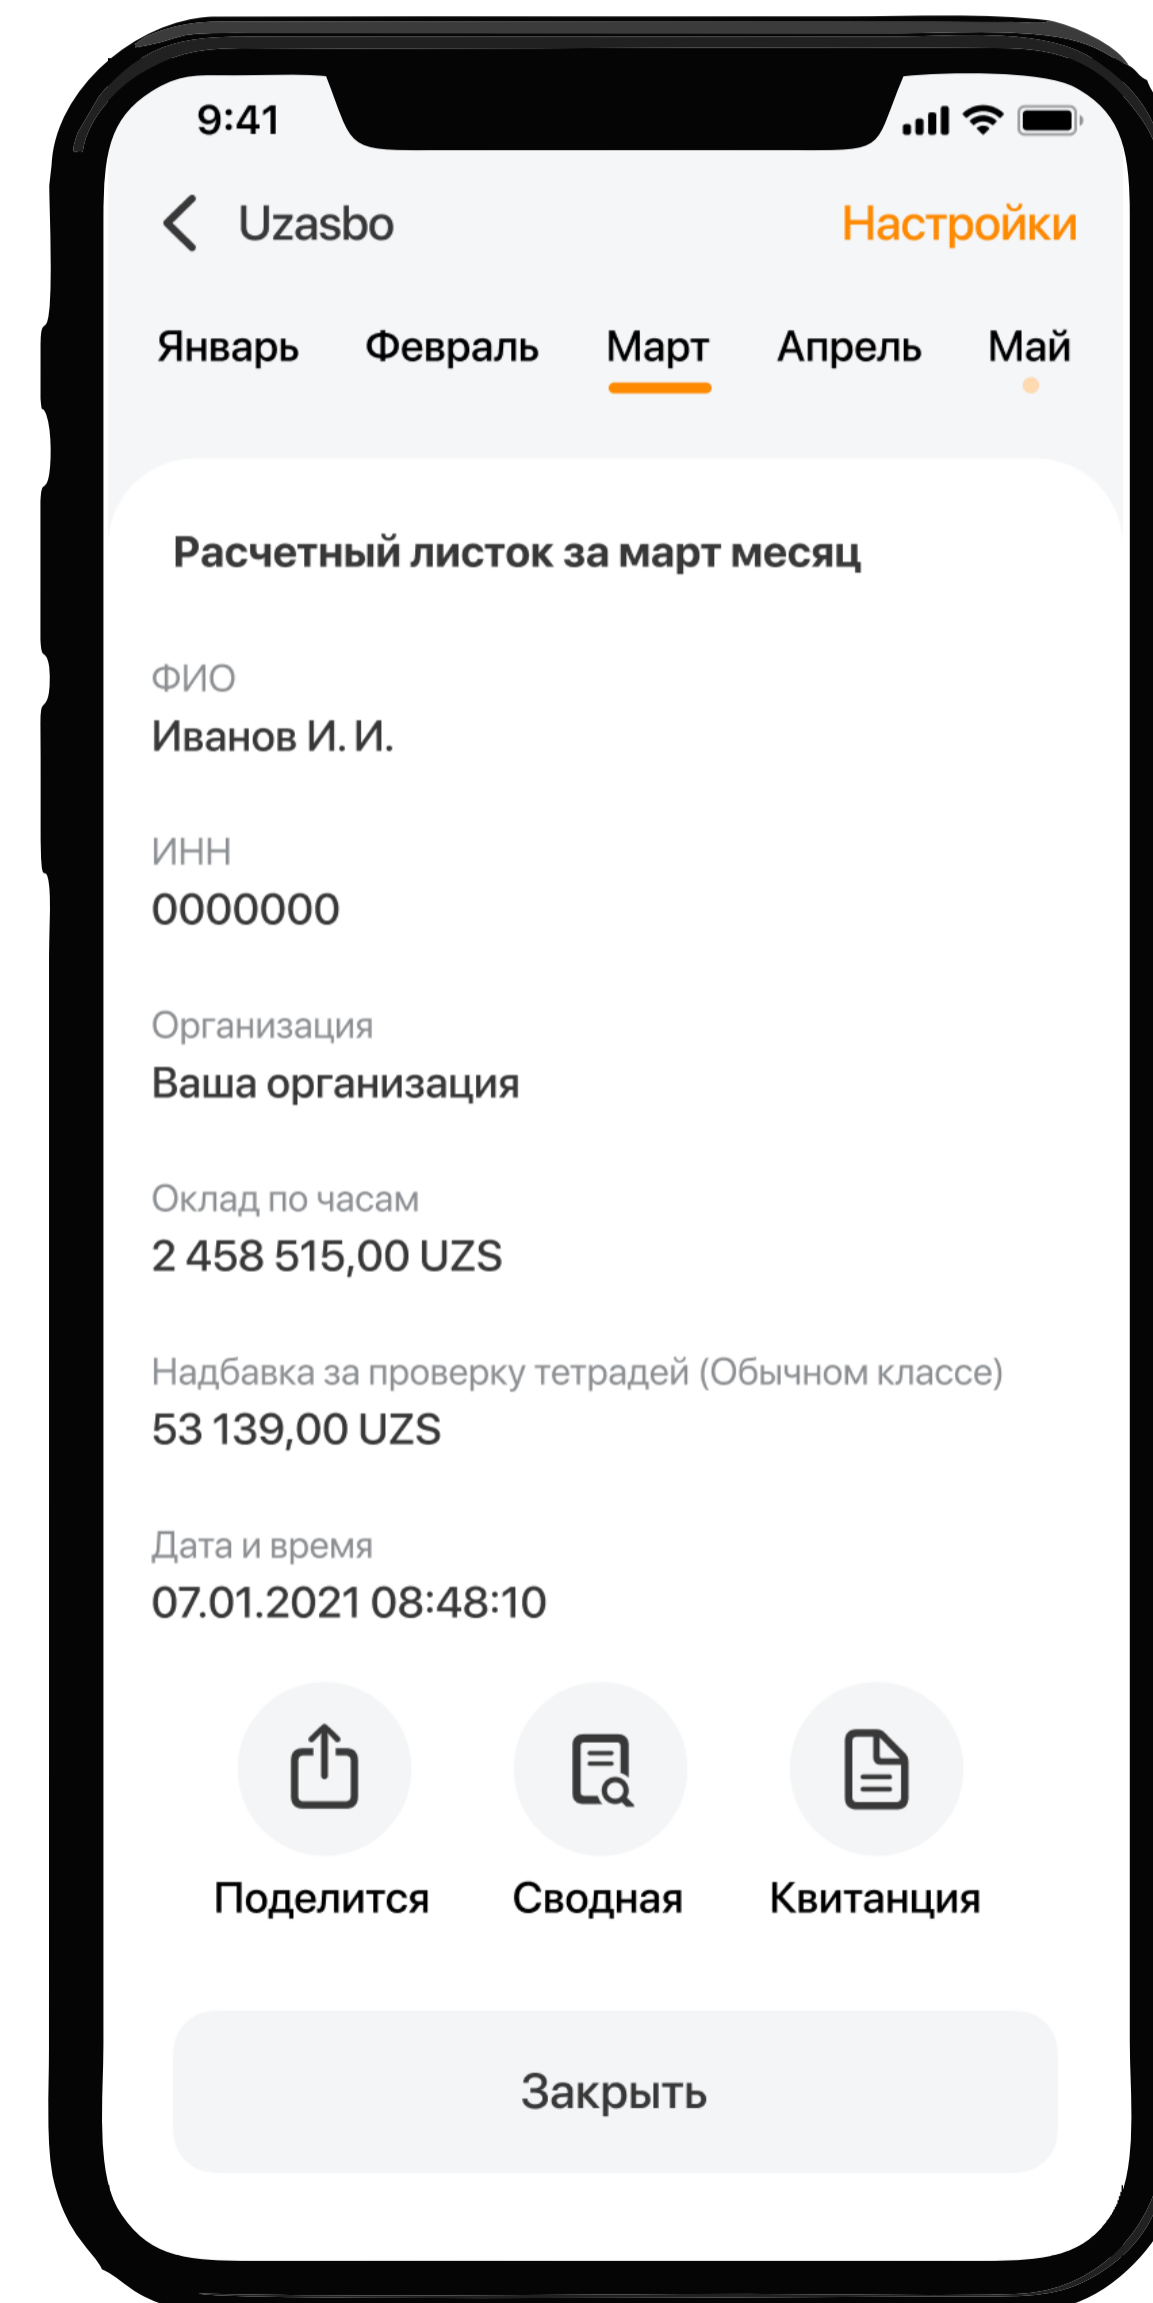 9:41
Uzasbo Настройки
Январь Февраль Март Апрель Май
Расчетный листок за март месяц
ФИО
Иванов И. И.
ИНН
0000000
Организация
Ваша организация
Оклад по часам
2 458 515,00 UZS
Надбавка за проверку тетрадей (Обычном классе)
53 139,00 UZS
Дата и время
07.01.2021 08:48:10
Поделится Сводная Квитанция
Закрыть